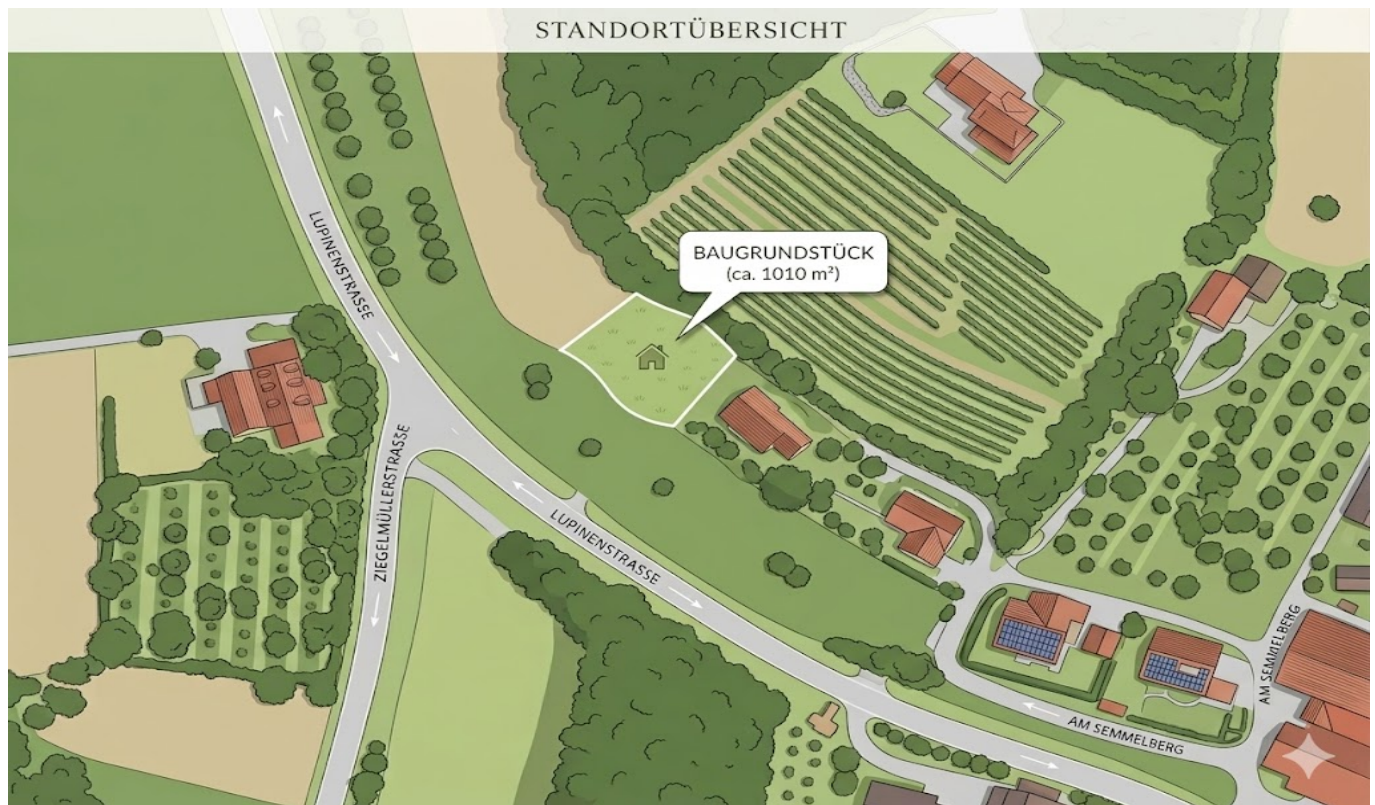 STANDORTÜBERSICHT
LUPINENSTRASSE
BAUGRUNDSTÜCK
(ca. 1010 m²)
ZIEGELMÜLLERSTRASSE
LUPINENSTRASSE
AM SEMMELBERG
AM SEMMELBERG